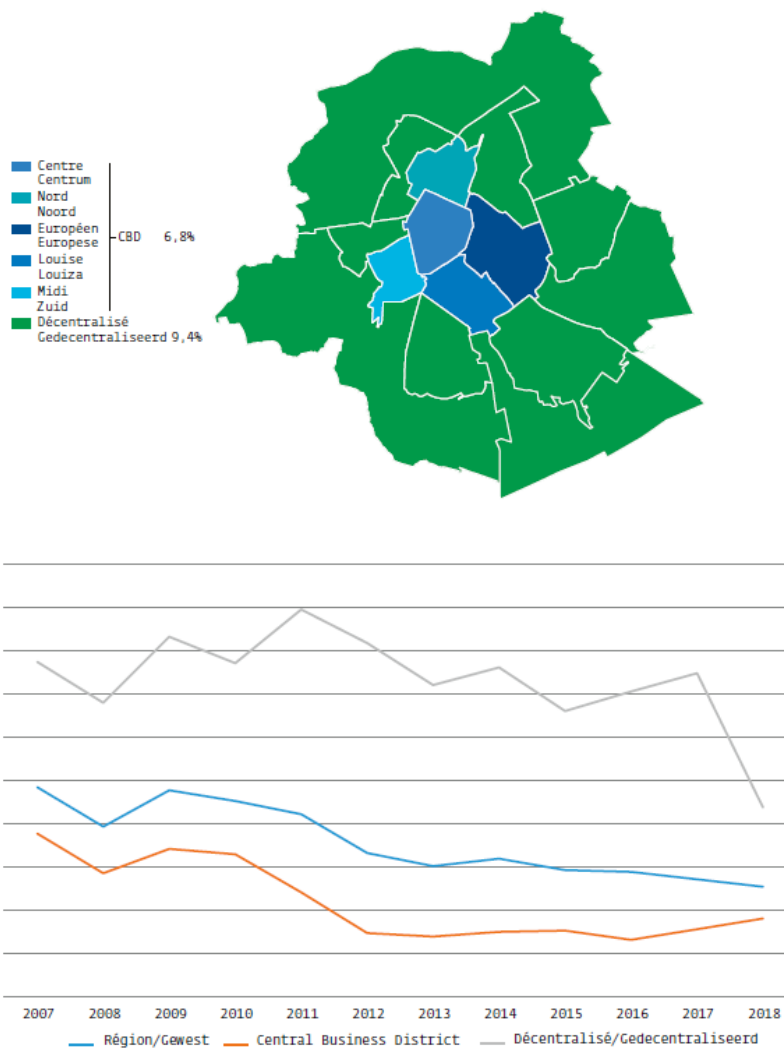 Centre
Centrum
Nord
Noord
Européen
Europese
CBD 6,8%
Louise
Louiza
Midi
Zuid
Décentralisé
Gedecentraliseerd 9,4%
2007 2008 2009 2010 2011 2012 2013 2014 2015 2016 2017 2018
Région/Gewest Central Business District Décentralisé/Gedecentraliseerd